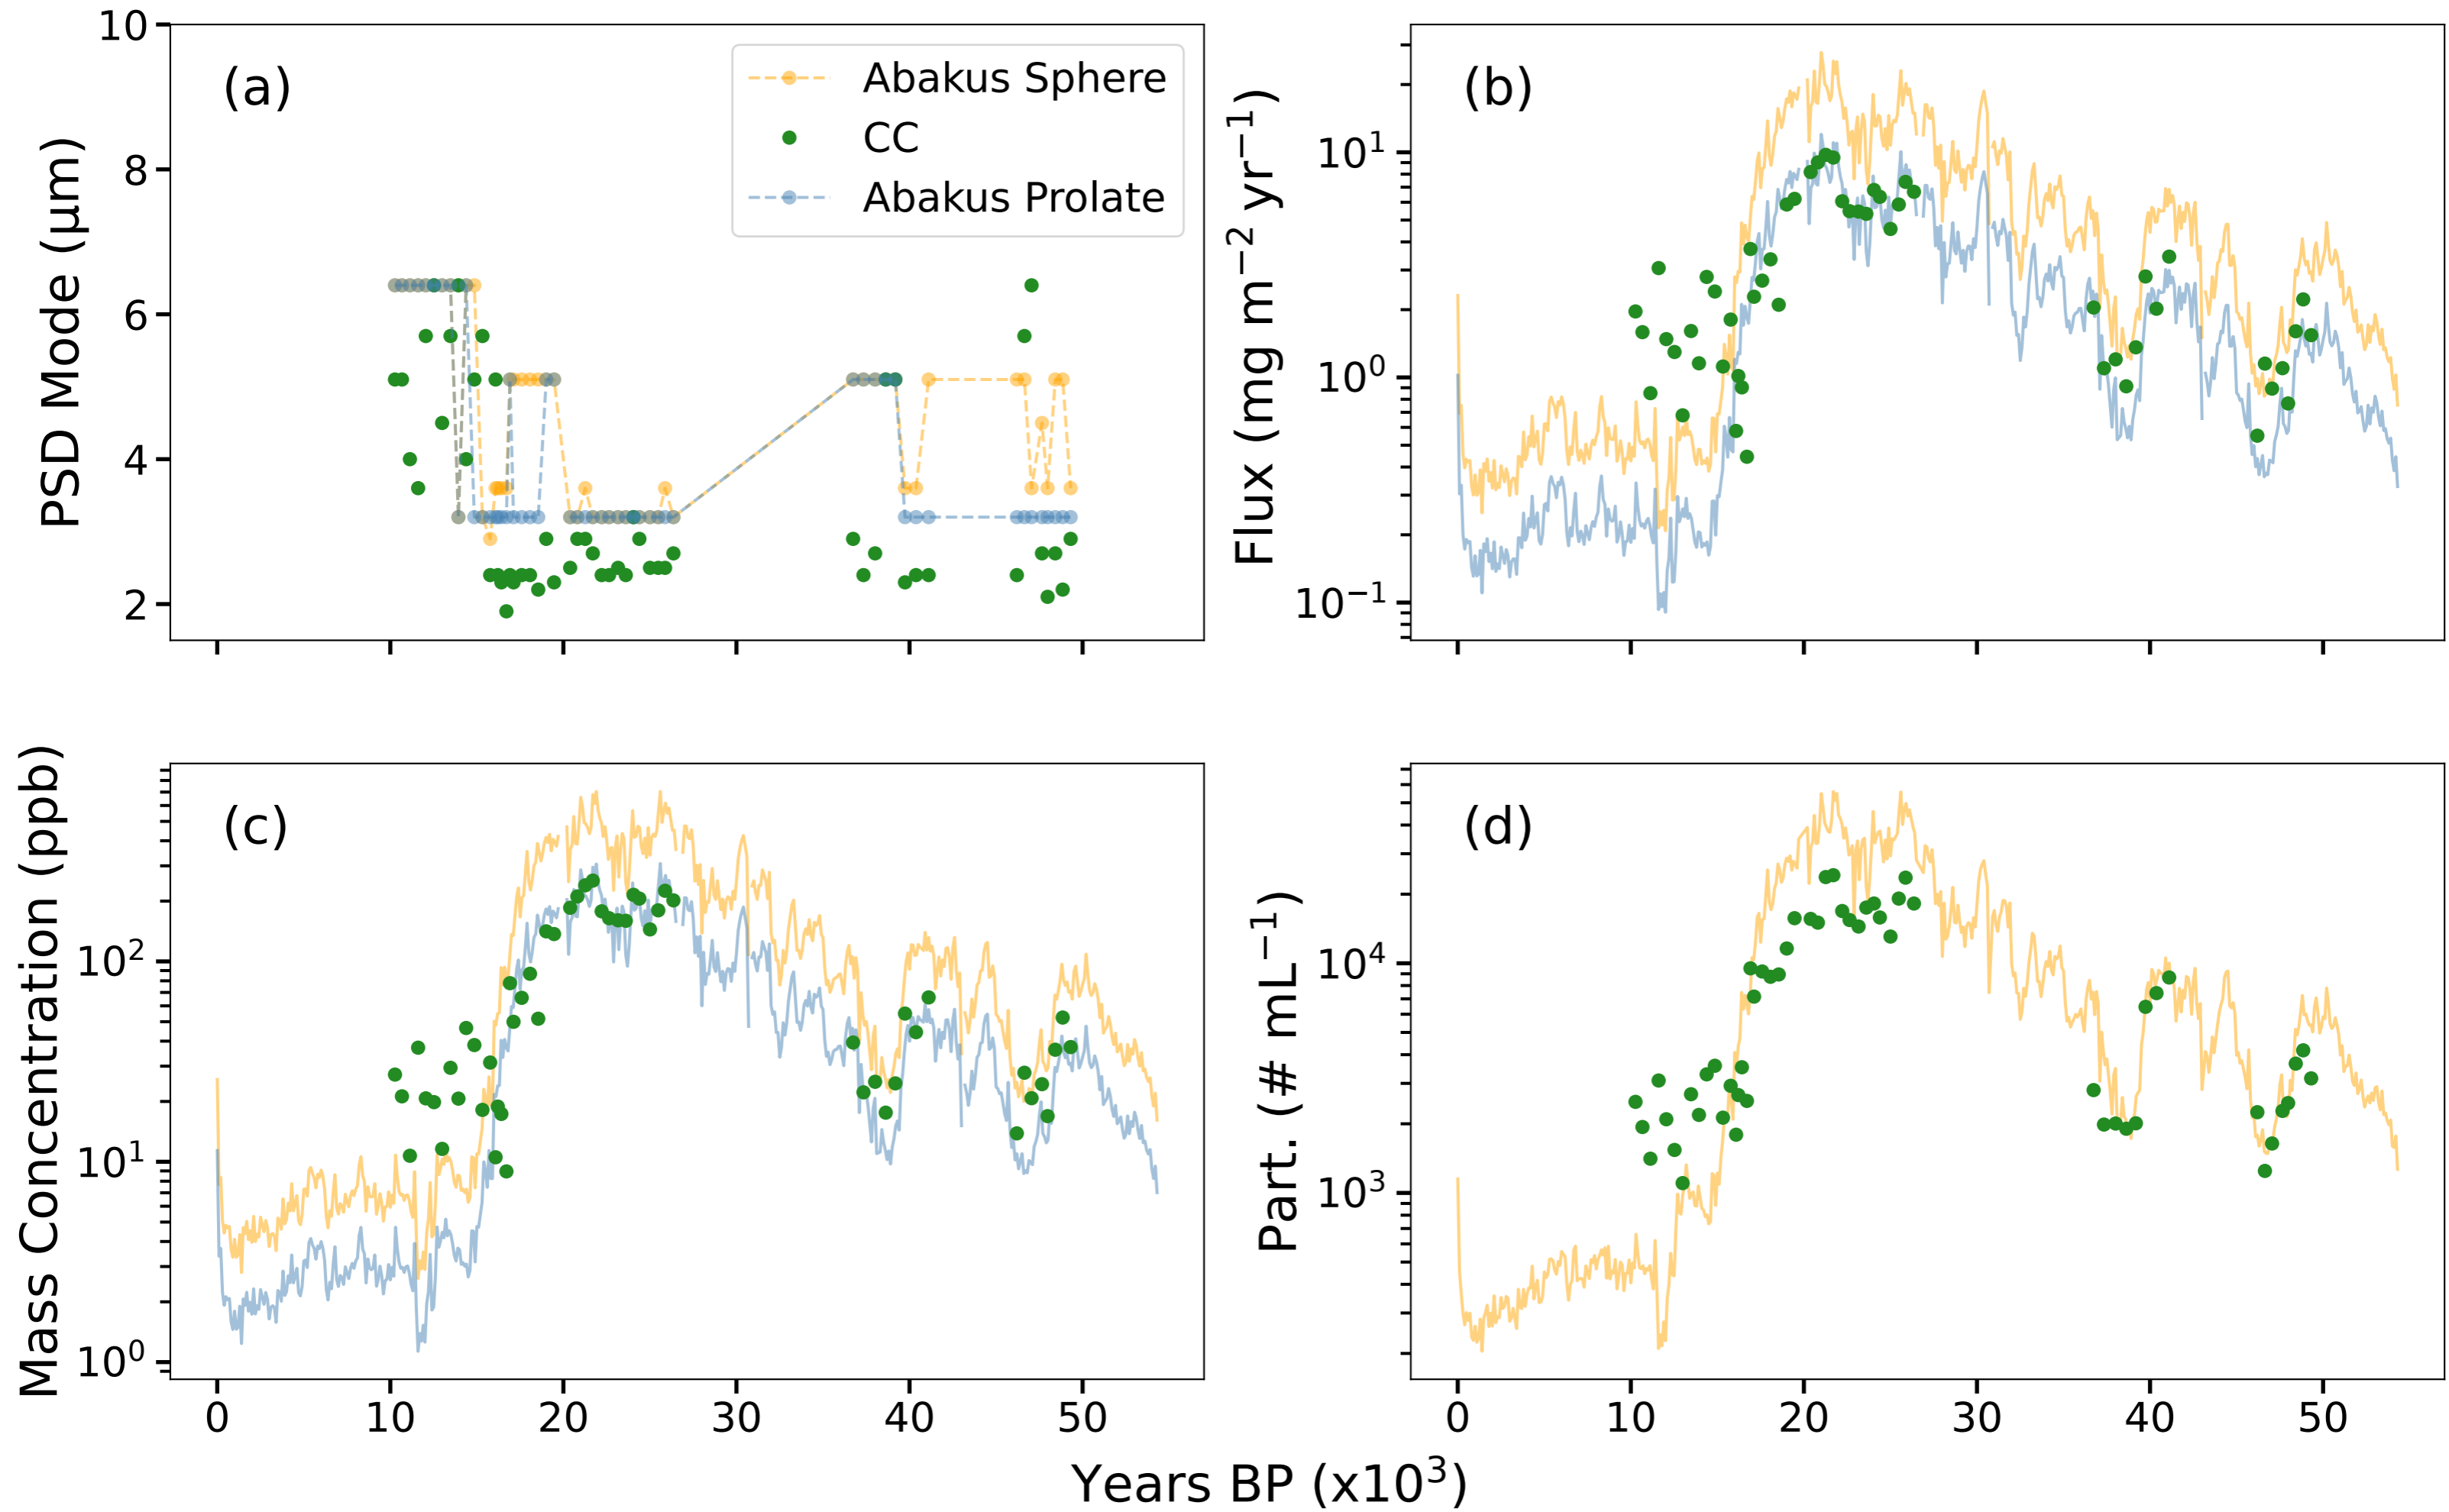 (a)
Abakus Sphere
CC
Abakus Prolate
10
8
6
4
2
PSD Mode (µm)
(b)
10¹
10⁰
10⁻¹
Flux (mg m⁻² yr⁻¹)
(c)
10²
10¹
10⁰
Mass Concentration (ppb)
0 10 20 30 40 50
(d)
10⁴
10³
Part. (# mL⁻¹)
0 10 20 30 40 50
Years BP (x10³)